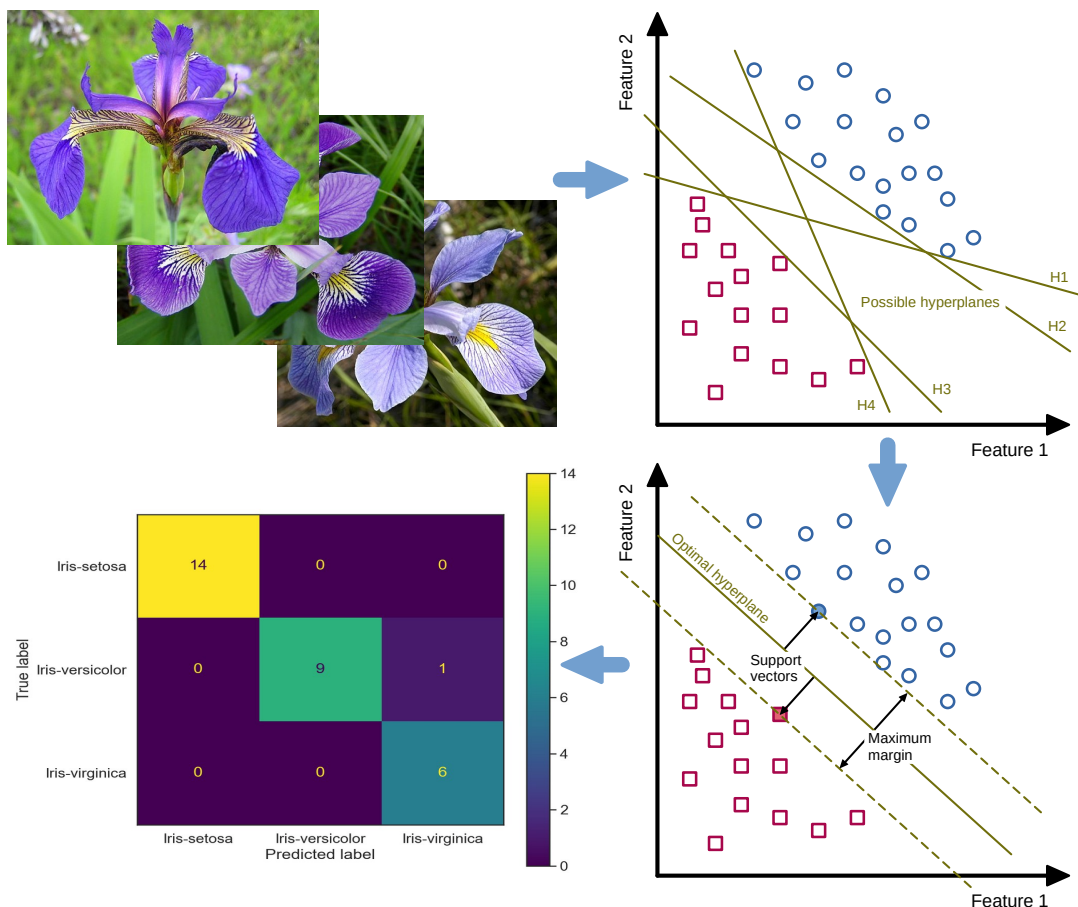 Feature 2
H1
Possible hyperplanes
H2
H3
H4
Feature 1
Feature 2
Optimal hyperplane
Support
vectors
Maximum
margin
Feature 1
True label
Iris-setosa
14 0 0
Iris-versicolor
0 9 1
Iris-virginica
0 0 6
Iris-setosa Iris-versicolor Iris-virginica
Predicted label
14
12
10
8
6
4
2
0